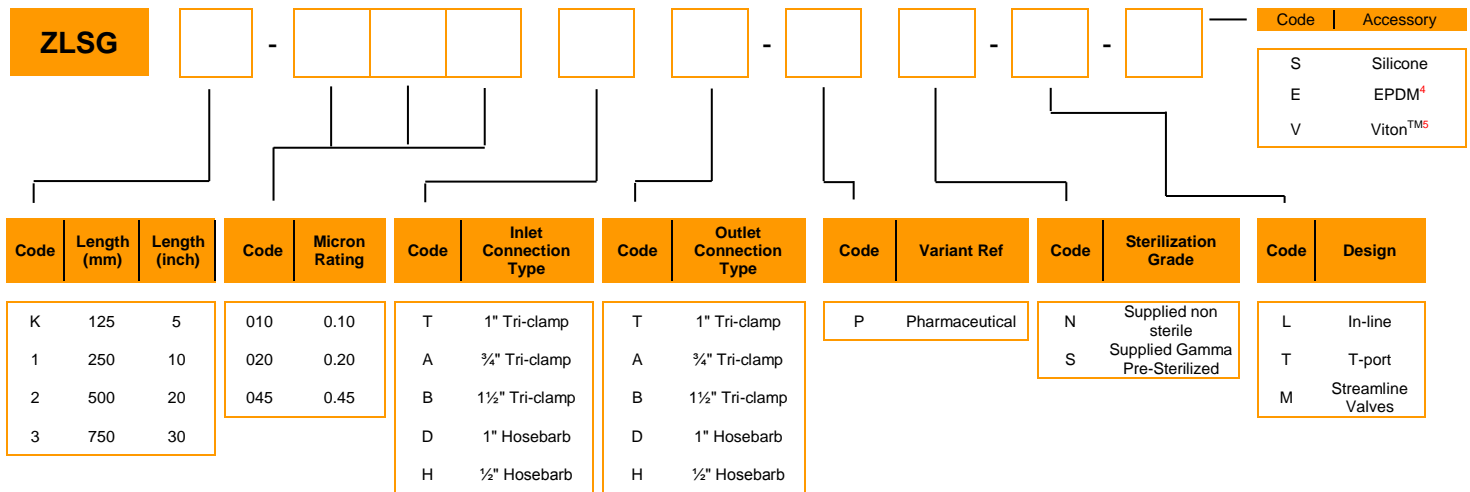 ZLSG - - - -
Code Accessory
S Silicone
E EPDM4
V VitonTM5
Code Length (mm) Length (inch)
K 125 5
1 250 10
2 500 20
3 750 30
Code Micron Rating
010 0.10
020 0.20
045 0.45
Code Inlet Connection Type
T 1" Tri-clamp
A ¾" Tri-clamp
B 1½" Tri-clamp
D 1" Hosebarb
H ½" Hosebarb
Code Outlet Connection Type
T 1" Tri-clamp
A ¾" Tri-clamp
B 1½" Tri-clamp
D 1" Hosebarb
H ½" Hosebarb
Code Variant Ref
P Pharmaceutical
Code Sterilization Grade
N Supplied non sterile
S Supplied Gamma Pre-Sterilized
Code Design
L In-line
T T-port
M Streamline Valves